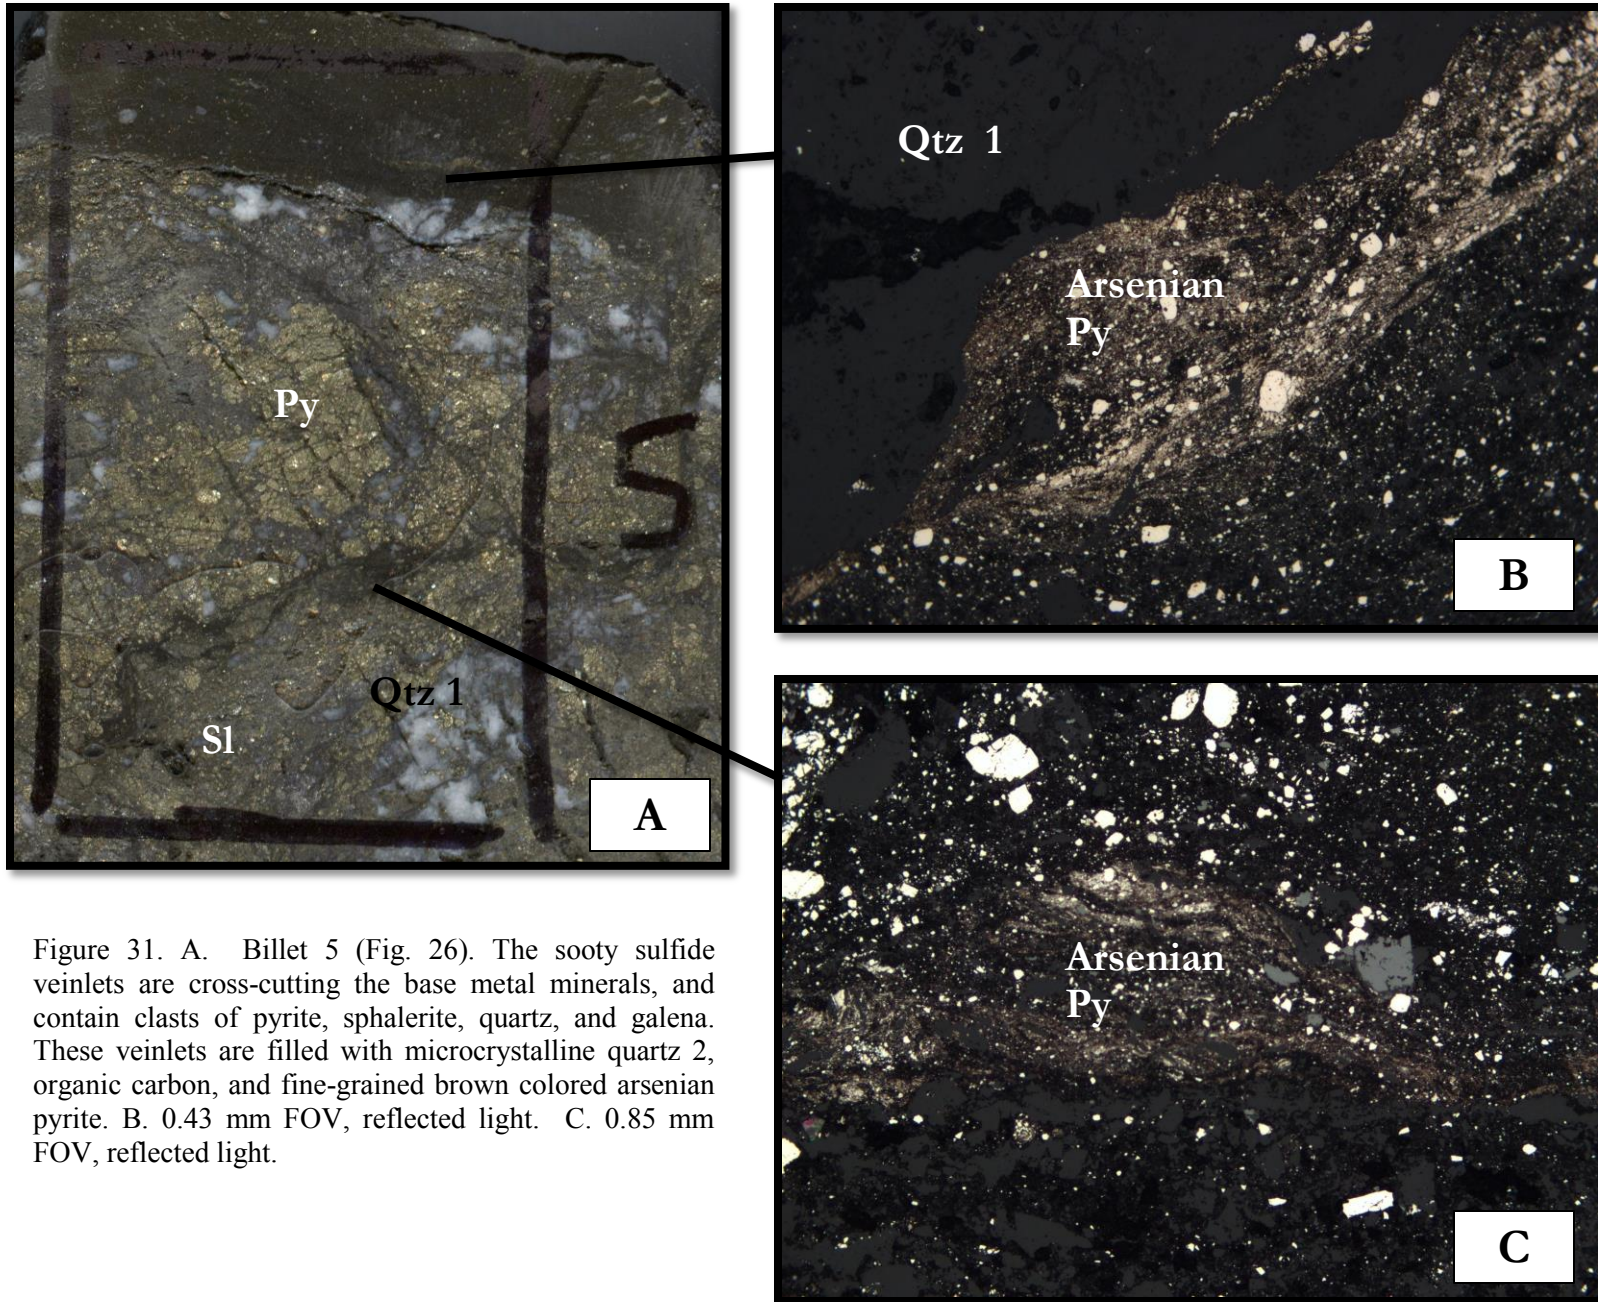 Py
5
Qtz 1
Sl
A
Qtz 1
Arsenian
Py
B
Arsenian
Py
C
Figure 31. A. Billet 5 (Fig. 26). The sooty sulfide
veinlets are cross-cutting the base metal minerals, and
contain clasts of pyrite, sphalerite, quartz, and galena.
These veinlets are filled with microcrystalline quartz 2,
organic carbon, and fine-grained brown colored arsenian
pyrite. B. 0.43 mm FOV, reflected light. C. 0.85 mm
FOV, reflected light.